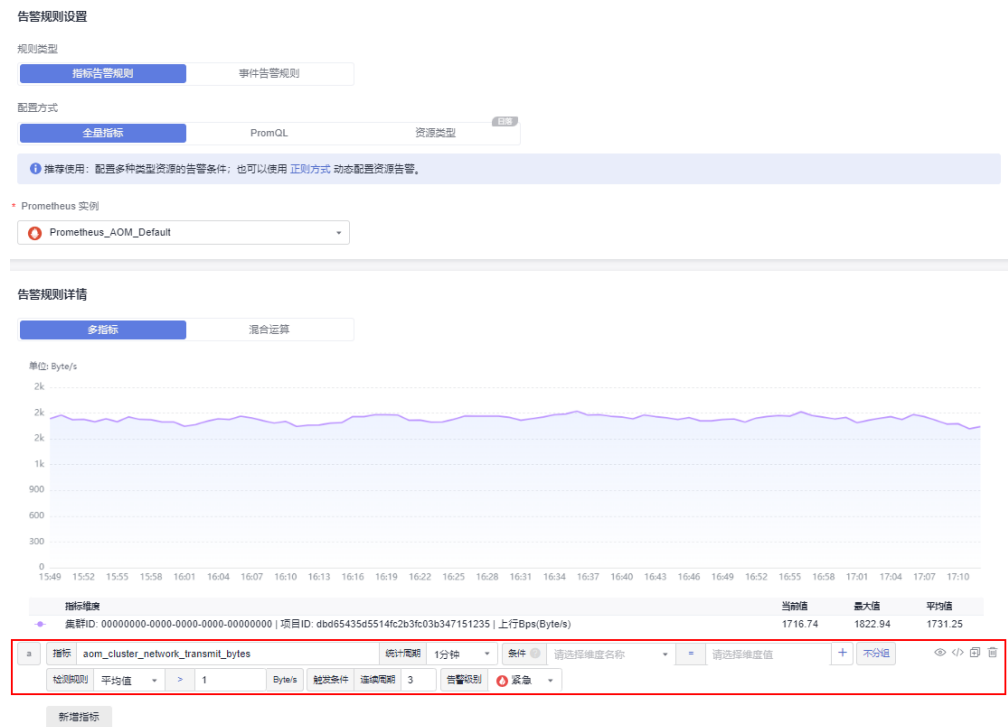 告警规则设置
规则类型
指标告警规则 事件告警规则
配置方式
全量指标 PromQL 资源类型 日落
推荐使用：配置多种类型资源的告警条件；也可以使用 正则方式 动态配置资源告警。
* Prometheus 实例
Prometheus_AOM_Default
告警规则详情
多指标 混合运算
单位: Byte/s
2k
2k
2k
1k
900
600
300
0
15:49 15:52 15:55 15:58 16:01 16:04 16:07 16:10 16:13 16:16 16:19 16:22 16:25 16:28 16:31 16:34 16:37 16:40 16:43 16:46 16:49 16:52 16:55 16:58 17:01 17:04 17:07 17:10
指标维度 当前值 最大值 平均值
集群ID: 00000000-0000-0000-0000-00000000 | 项目ID: dbd65435d5514fc2b3fc03b347151235 | 上行Bps(Byte/s) 1716.74 1822.94 1731.25
a 指标 aom_cluster_network_transmit_bytes 统计周期 1分钟 条件 请选择维度名称 = 请选择维度值 + 不分组
检测规则 平均值 > 1 Byte/s 触发条件 连续周期 3 告警级别 紧急
新增指标